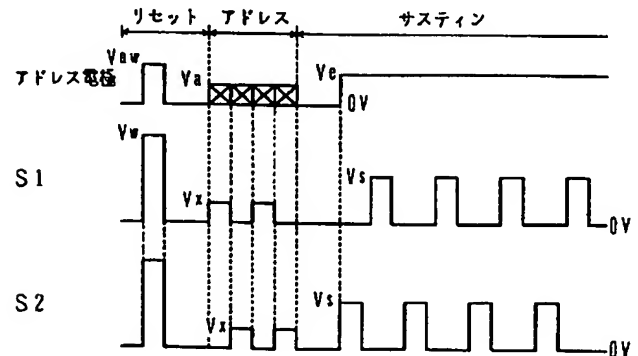 リセット アドレス サスティン
Vaw
アドレス電極 Va Ve
0V
Vw
S1 Vx Vs
0V
S2 Vx Vs
0V